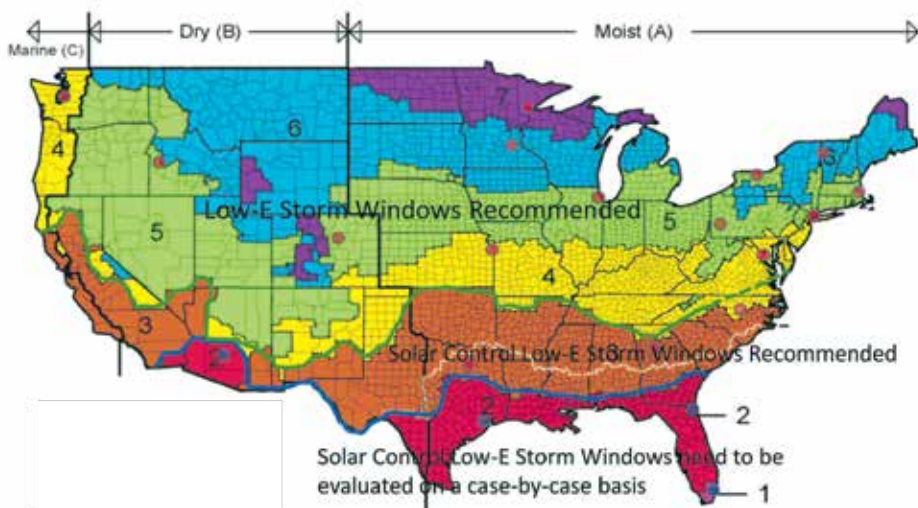 Marine (C)
Dry (B)
Moist (A)
7
6
6
4
Low-E Storm Windows Recommended
5
5
4
3
3
Solar Control Low-E Storm Windows Recommended
2
2
2
Solar Control Low-E Storm Windows need to be
evaluated on a case-by-case basis
1